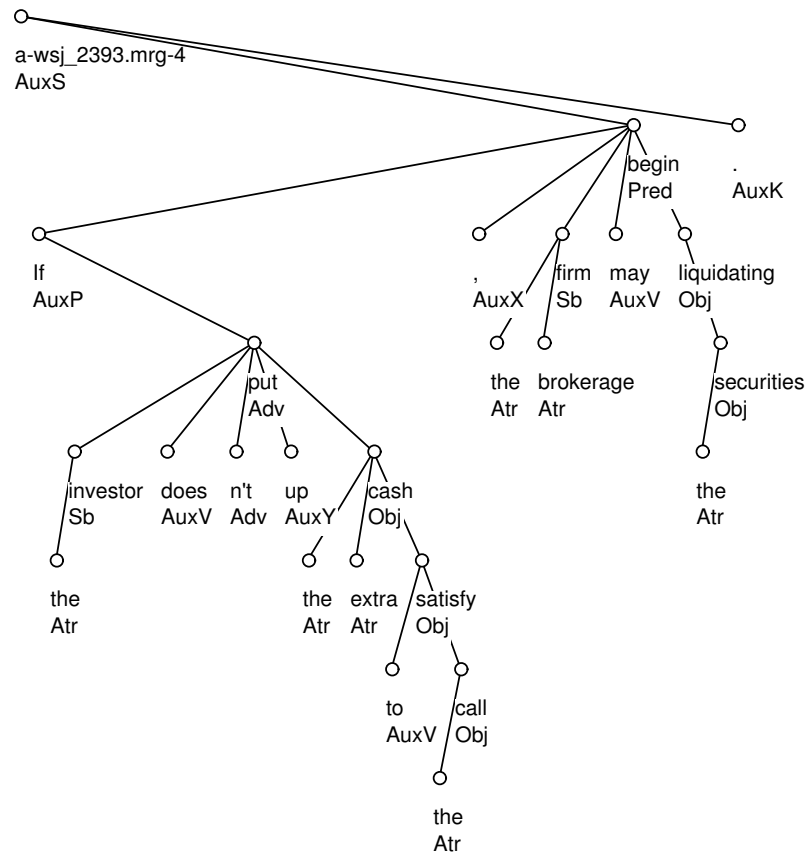 a-wsj_2393.mrg-4
AuxS
begin
Pred
.
AuxK
If
AuxP
,
AuxX
firm
Sb
may
AuxV
liquidating
Obj
put
Adv
the
Atr
brokerage
Atr
securities
Obj
investor
Sb
does
AuxV
n't
Adv
up
AuxY
cash
Obj
the
Atr
the
Atr
the
Atr
extra
Atr
satisfy
Obj
to
AuxV
call
Obj
the
Atr